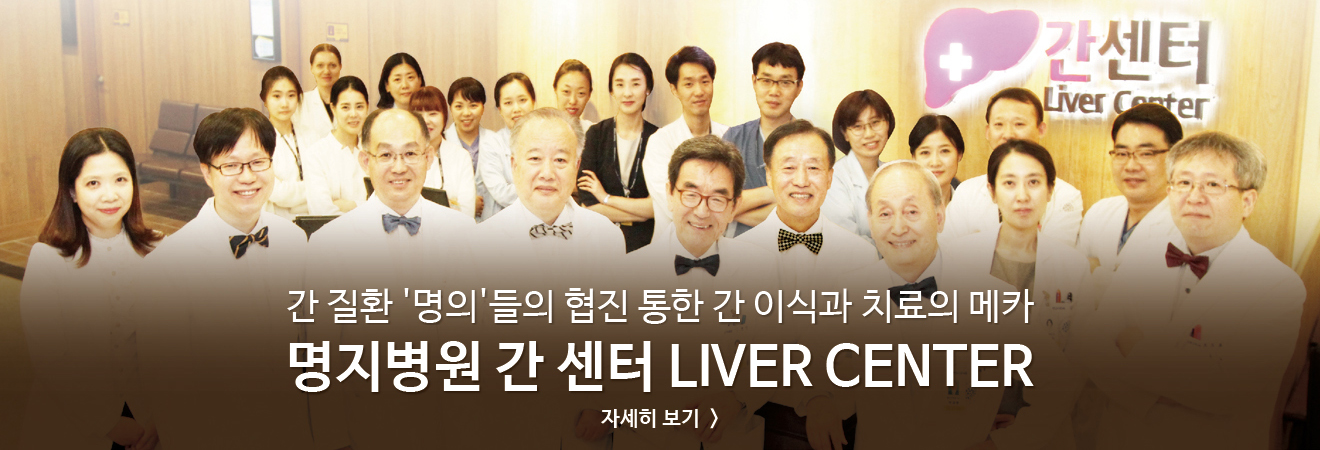 간센터
Liver Center
간 질환 '명의'들의 협진 통한 간 이식과 치료의 메카
명지병원 간 센터 LIVER CENTER
자세히 보기 >